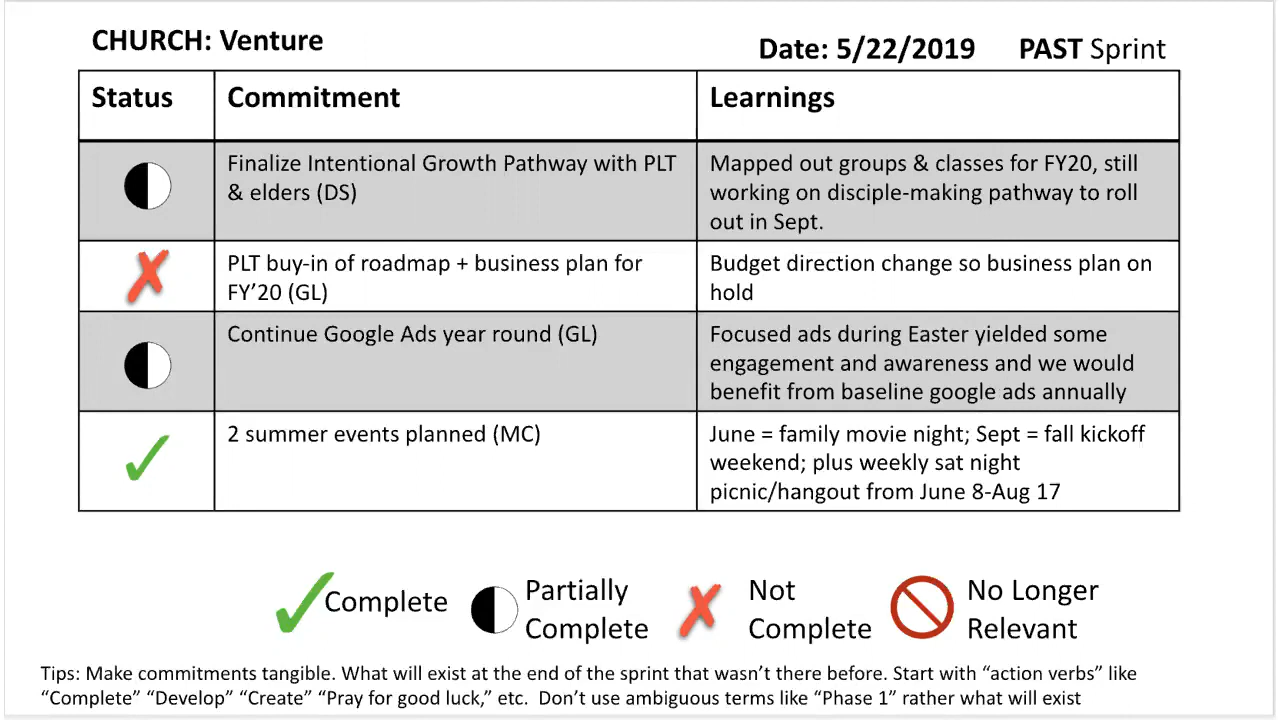 CHURCH: Venture
Date: 5/22/2019 PAST Sprint
Status
Commitment
Learnings
Finalize Intentional Growth Pathway with PLT
& elders (DS)
Mapped out groups & classes for FY20, still
working on disciple-making pathway to roll
out in Sept.
PLT buy-in of roadmap + business plan for
FY’20 (GL)
Budget direction change so business plan on
hold
Continue Google Ads year round (GL)
Focused ads during Easter yielded some
engagement and awareness and we would
benefit from baseline google ads annually
2 summer events planned (MC)
June = family movie night; Sept = fall kickoff
weekend; plus weekly sat night
picnic/hangout from June 8-Aug 17
Complete
Partially
Complete
Not
Complete
No Longer
Relevant
Tips: Make commitments tangible. What will exist at the end of the sprint that wasn’t there before. Start with “action verbs” like
“Complete” “Develop” “Create” “Pray for good luck,” etc.  Don’t use ambiguous terms like “Phase 1” rather what will exist